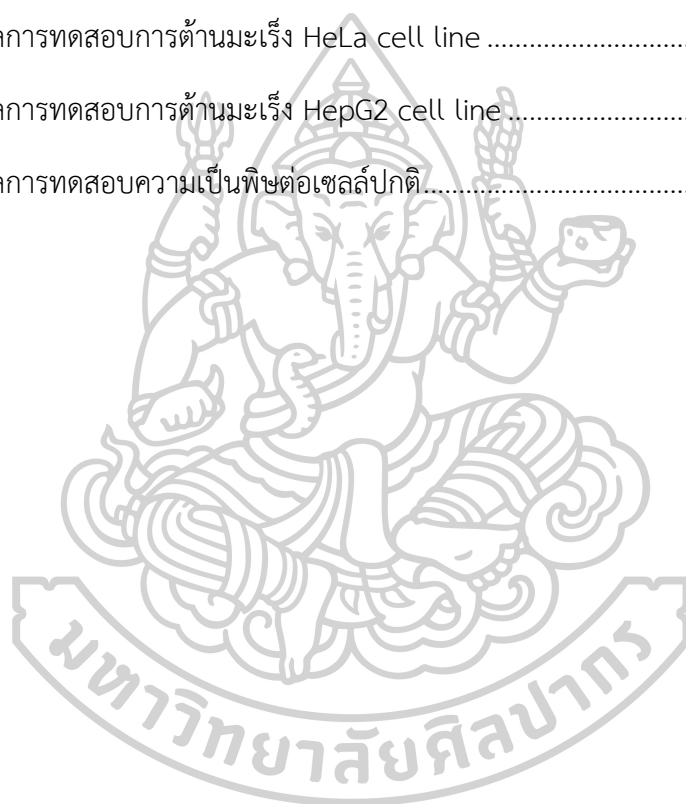 ลการทดสอบการต้านมะเร็ง HeLa cell line ............................
ลการทดสอบการต้านมะเร็ง HepG2 cell line .........................
ลการทดสอบความเป็นพิษต่อเซลล์ปกติ.....................................
มหาวิทยาลัยศิลปากร